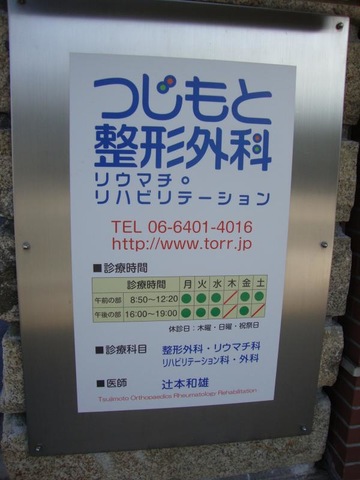 つじもと
整形外科
リウマチ・
リハビリテーション
TEL 06-6401-4016
http://www.torr.jp
■診療時間
診療時間 月 火 水 木 金 土
午前の部 8:50〜12:20 ● ● ● ／ ● ●
午後の部 16:00〜19:00 ● ● ● ／ ● ／
休診日：木曜・日曜・祝祭日
■診療科目 整形外科・リウマチ科
リハビリテーション科・外科
■医師 辻本和雄
Tsujimoto Orthopaedics Rheumatology Rehabilitation